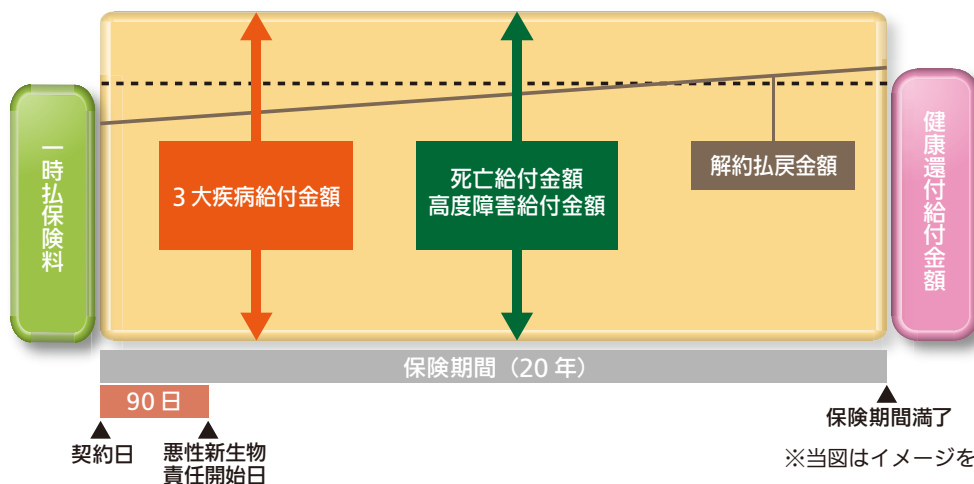 一時払保険料
3大疾病給付金額
死亡給付金額
高度障害給付金額
解約払戻金額
健康還付給付金額
保険期間（20年）
90日
契約日
悪性新生物
責任開始日
保険期間満了
※当図はイメージを